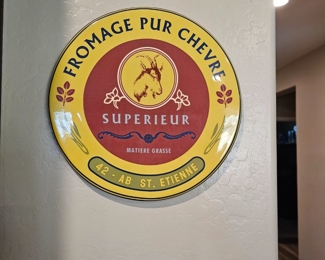 FROMAGE PUR CHEVRE
SUPERIEUR
MATIERE GRASSE
42 - AB ST. ETIENNE